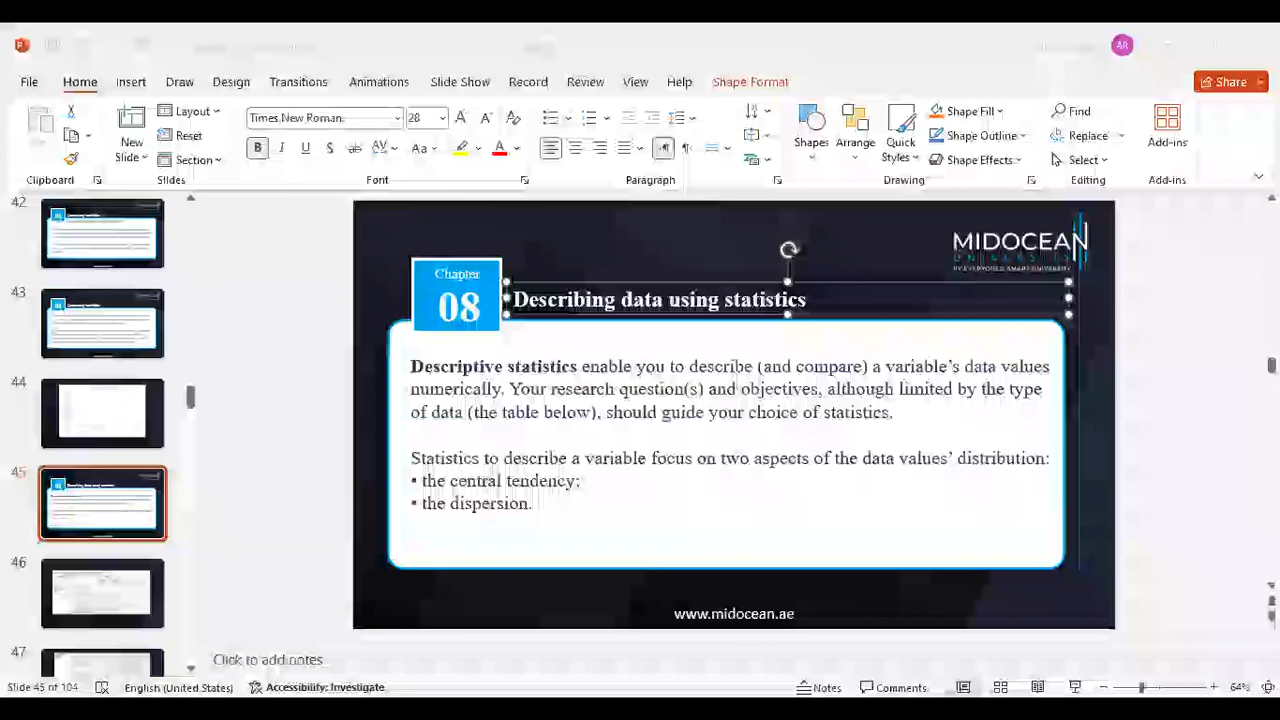 AR
File Home Insert Draw Design Transitions Animations Slide Show Record Review View Help Shape Format Share
New Slide
Layout
Reset
Section
Times New Roman 28
Shapes Arrange Quick Styles
Shape Fill
Shape Outline
Shape Effects
Find
Replace
Select
Add-ins
Clipboard Slides Font Paragraph Drawing Editing Add-ins
42
43
44
45
46
47
MIDOCEAN
BY EVERYONE'S SMART UNIVERSITY
Chapter
08
Describing data using statistics
Descriptive statistics enable you to describe (and compare) a variable's data values
numerically. Your research question(s) and objectives, although limited by the type
of data (the table below), should guide your choice of statistics.
Statistics to describe a variable focus on two aspects of the data values' distribution:
• the central tendency;
• the dispersion.
www.midocean.ae
Click to add notes
Slide 45 of 104 English (United States) Accessibility: Investigate Notes Comments 64%